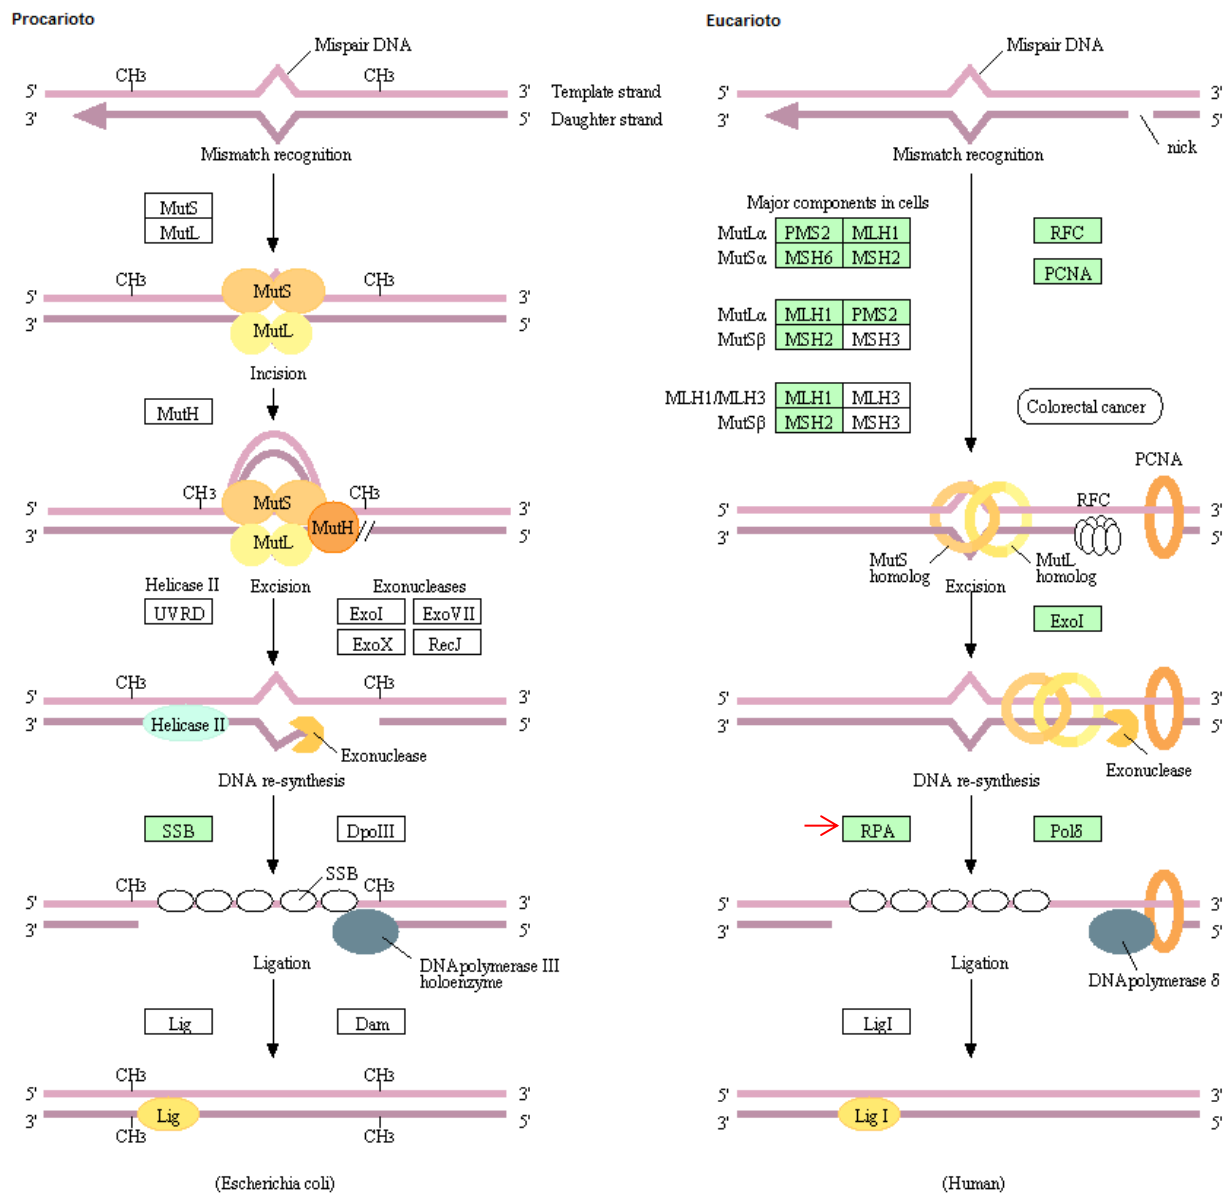 Procarioto
Mispair DNA
CH3
CH3
5'
3'
Template strand
3'
5'
Daughter strand
Mismatch recognition
MutS
MutL
CH3
CH3
5'
MutS
3'
3'
MutL
5'
Incision
MutH
CH3
CH3
5'
MutS
3'
3'
MutL
MutH
5'
Helicase II
Excision
Exonucleases
UVRD
ExoI
ExoVII
ExoX
RecJ
CH3
CH3
5'
3'
3'
Helicase II
5'
Exonuclease
DNA re-synthesis
SSB
DpoIII
SSB
CH3
CH3
5'
3'
3'
5'
Ligation
DNApolymerase III
holoenzyme
Lig
Dam
CH3
CH3
5'
3'
3'
Lig
5'
CH3
CH3
(Escherichia coli)
Eucarioto
Mispair DNA
5'
3'
3'
5'
nick
Mismatch recognition
Major components in cells
MutLα PMS2 MLH1
MutSα MSH6 MSH2
RFC
PCNA
MutLα MLH1 PMS2
MutSβ MSH2 MSH3
MLH1/MLH3 MLH1 MLH3
MutSβ MSH2 MSH3
Colorectal cancer
PCNA
RFC
5'
3'
3'
5'
MutS
homolog
MutL
homolog
Excision
ExoI
5'
3'
3'
5'
Exonuclease
DNA re-synthesis
RPA
Polδ
5'
3'
3'
5'
Ligation
DNApolymerase δ
LigI
5'
3'
3'
Lig I
5'
(Human)